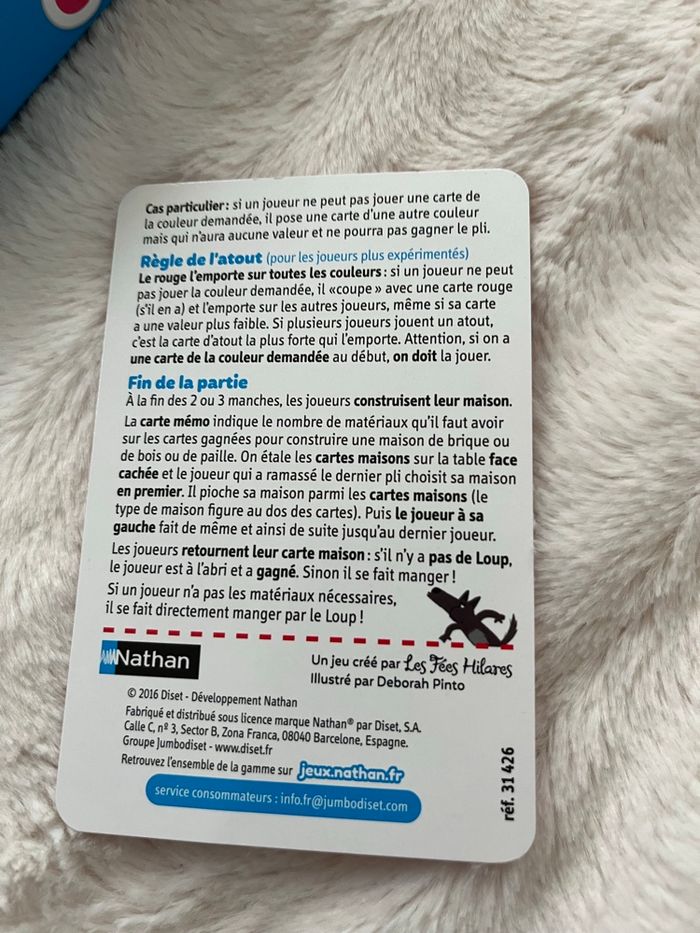 Cas particulier : si un joueur ne peut pas jouer une carte de
la couleur demandée, il pose une carte d'une autre couleur
mais qui n'aura aucune valeur et ne pourra pas gagner le pli.
Règle de l'atout (pour les joueurs plus expérimentés)
Le rouge l'emporte sur toutes les couleurs : si un joueur ne peut
pas jouer la couleur demandée, il «coupe» avec une carte rouge
(s'il en a) et l'emporte sur les autres joueurs, même si sa carte
a une valeur plus faible. Si plusieurs joueurs jouent un atout,
c'est la carte d'atout la plus forte qui l'emporte. Attention, si on a
une carte de la couleur demandée au début, on doit la jouer.
Fin de la partie
À la fin des 2 ou 3 manches, les joueurs construisent leur maison.
La carte mémo indique le nombre de matériaux qu'il faut avoir
sur les cartes gagnées pour construire une maison de brique ou
de bois ou de paille. On étale les cartes maisons sur la table face
cachée et le joueur qui a ramassé le dernier pli choisit sa maison
en premier. Il pioche sa maison parmi les cartes maisons (le
type de maison figure au dos des cartes). Puis le joueur à sa
gauche fait de même et ainsi de suite jusqu'au dernier joueur.
Les joueurs retournent leur carte maison : s'il n'y a pas de Loup,
le joueur est à l'abri et a gagné. Sinon il se fait manger !
Si un joueur n'a pas les matériaux nécessaires,
il se fait directement manger par le Loup !
Nathan
Un jeu créé par Les Fées Hilares
Illustré par Deborah Pinto
© 2016 Diset - Développement Nathan
Fabriqué et distribué sous licence marque Nathan® par Diset, S.A.
Calle C, nº 3, Sector B, Zona Franca, 08040 Barcelone, Espagne.
Groupe Jumbodiset - www.diset.fr
Retrouvez l'ensemble de la gamme sur jeux.nathan.fr
service consommateurs : info.fr@jumbodiset.com
réf. 31 426